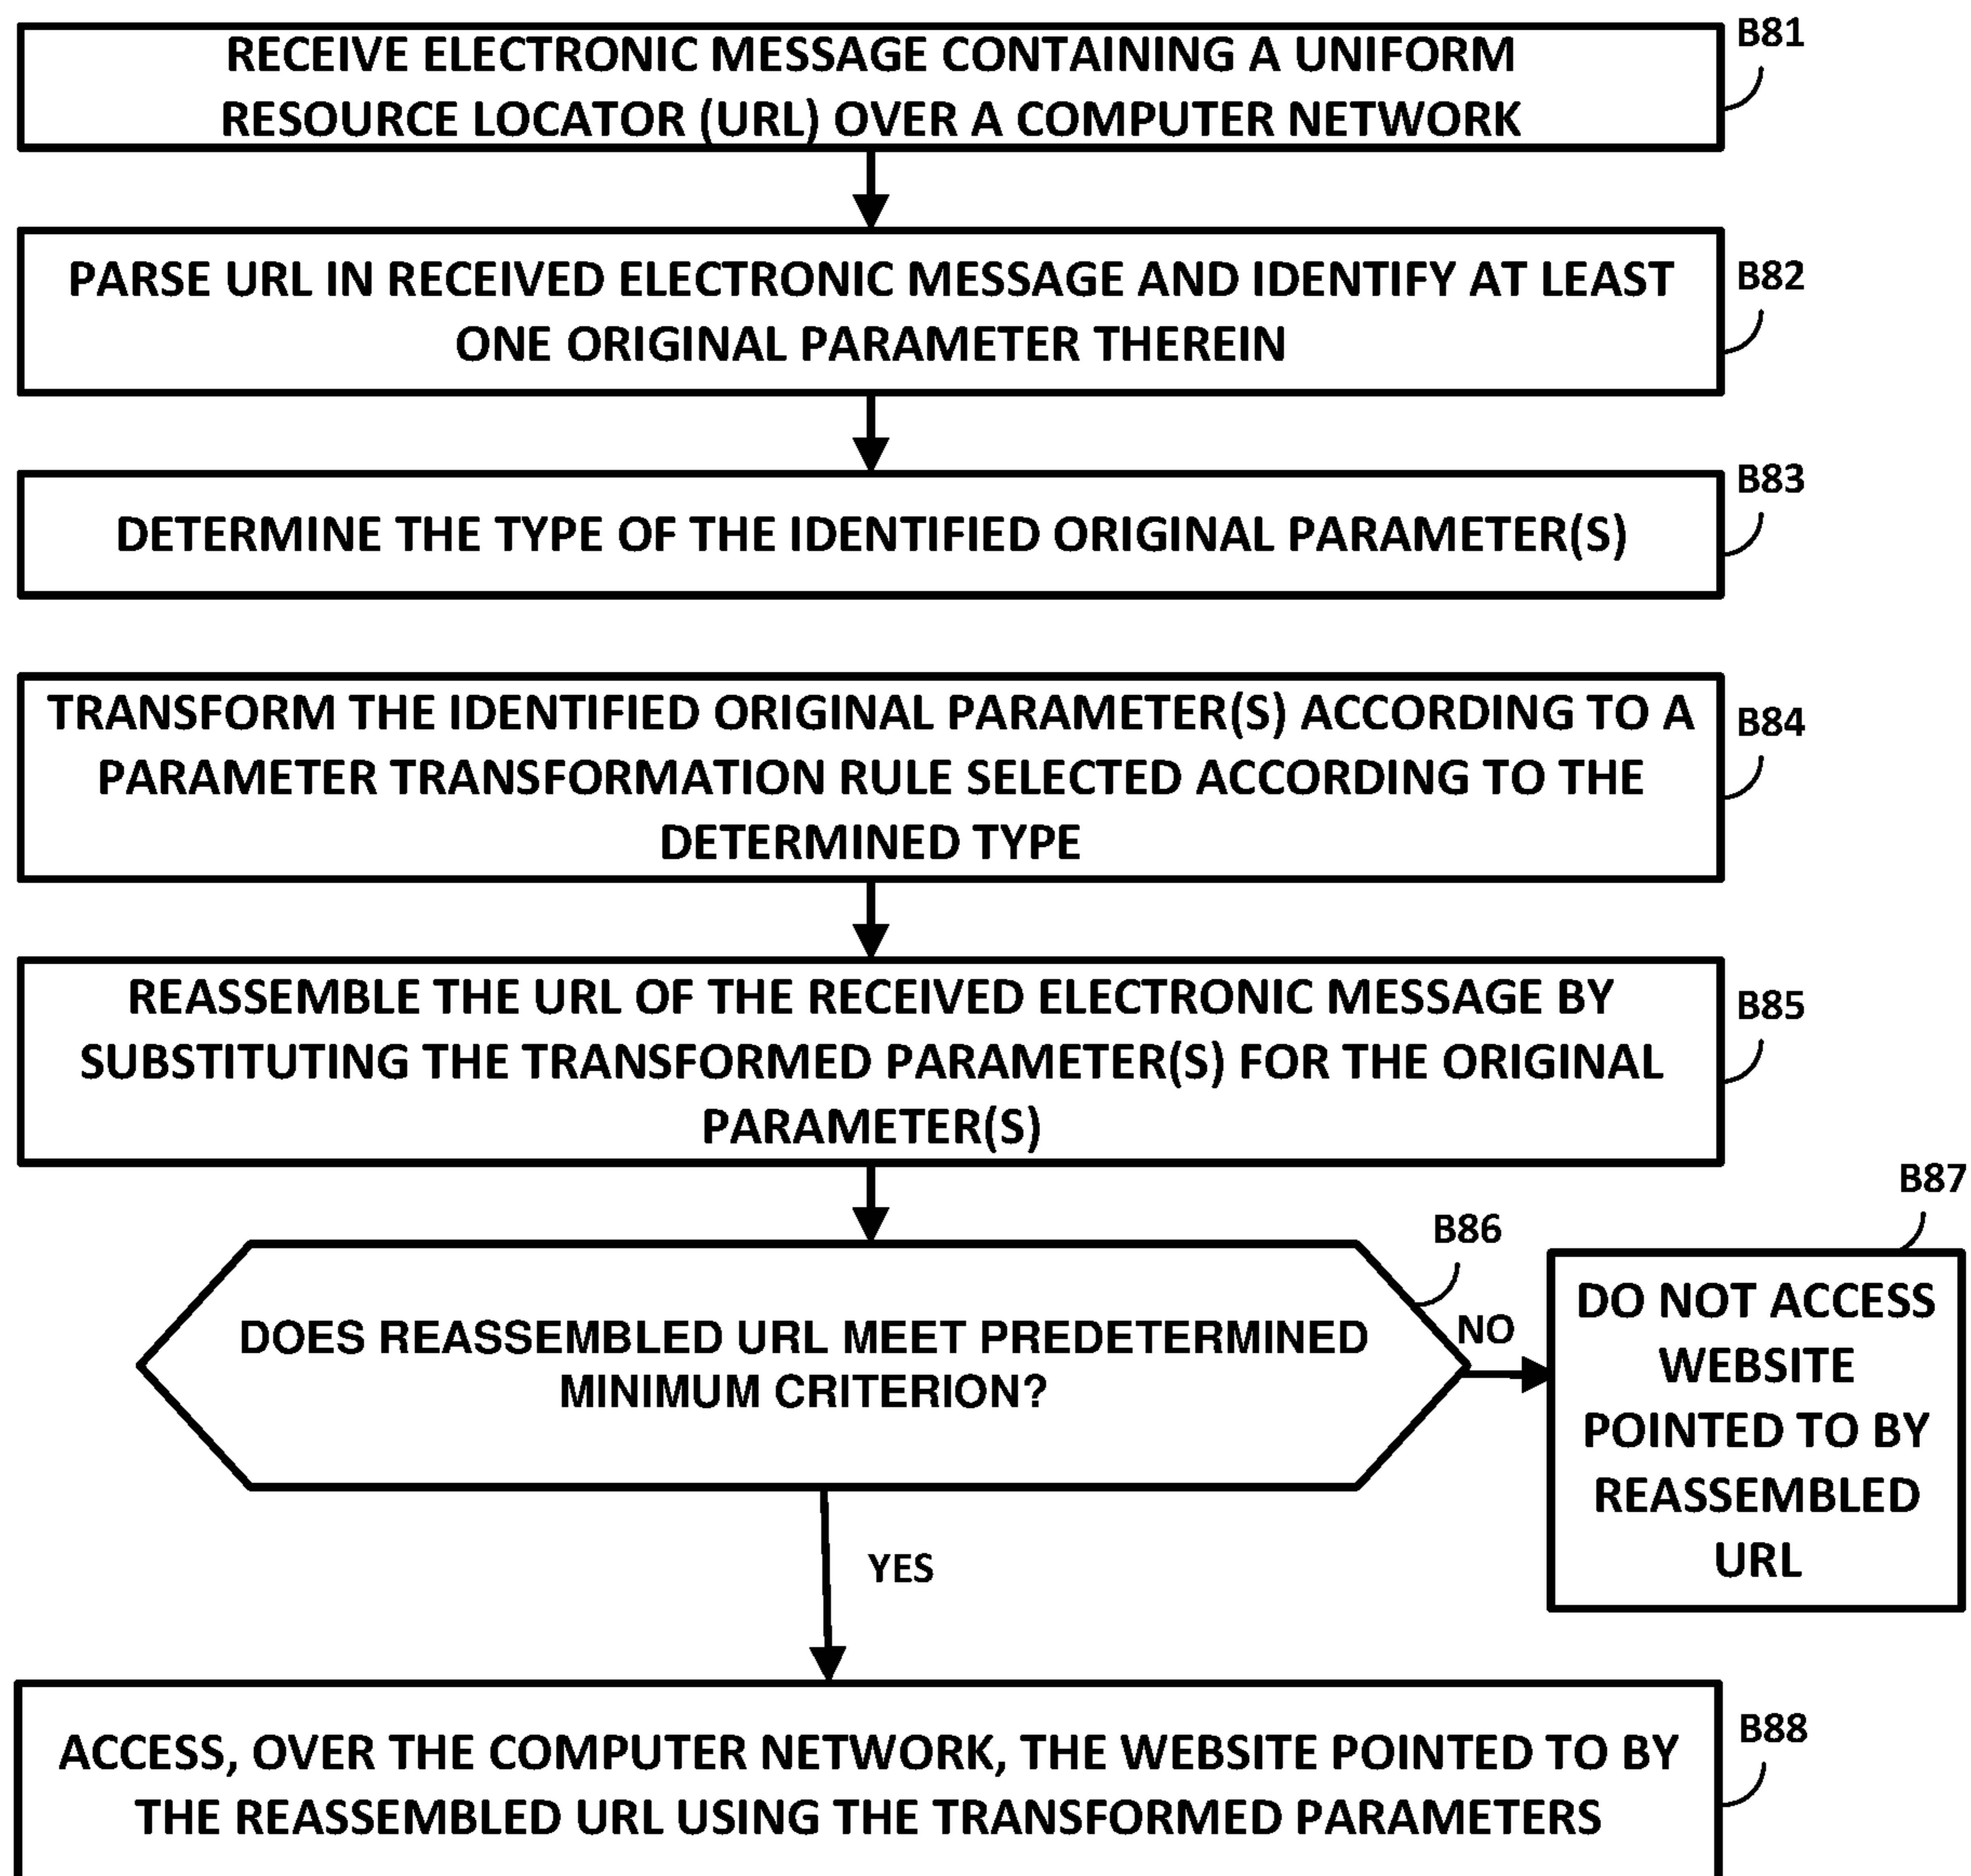 B81
RECEIVE ELECTRONIC MESSAGE CONTAINING A UNIFORM
RESOURCE LOCATOR (URL) OVER A COMPUTER NETWORK
B82
PARSE URL IN RECEIVED ELECTRONIC MESSAGE AND IDENTIFY AT LEAST
ONE ORIGINAL PARAMETER THEREIN
B83
DETERMINE THE TYPE OF THE IDENTIFIED ORIGINAL PARAMETER(S)
B84
TRANSFORM THE IDENTIFIED ORIGINAL PARAMETER(S) ACCORDING TO A
PARAMETER TRANSFORMATION RULE SELECTED ACCORDING TO THE
DETERMINED TYPE
B85
REASSEMBLE THE URL OF THE RECEIVED ELECTRONIC MESSAGE BY
SUBSTITUTING THE TRANSFORMED PARAMETER(S) FOR THE ORIGINAL
PARAMETER(S)
B86
DOES REASSEMBLED URL MEET PREDETERMINED
MINIMUM CRITERION?
NO
B87
DO NOT ACCESS
WEBSITE
POINTED TO BY
REASSEMBLED
URL
YES
B88
ACCESS, OVER THE COMPUTER NETWORK, THE WEBSITE POINTED TO BY
THE REASSEMBLED URL USING THE TRANSFORMED PARAMETERS